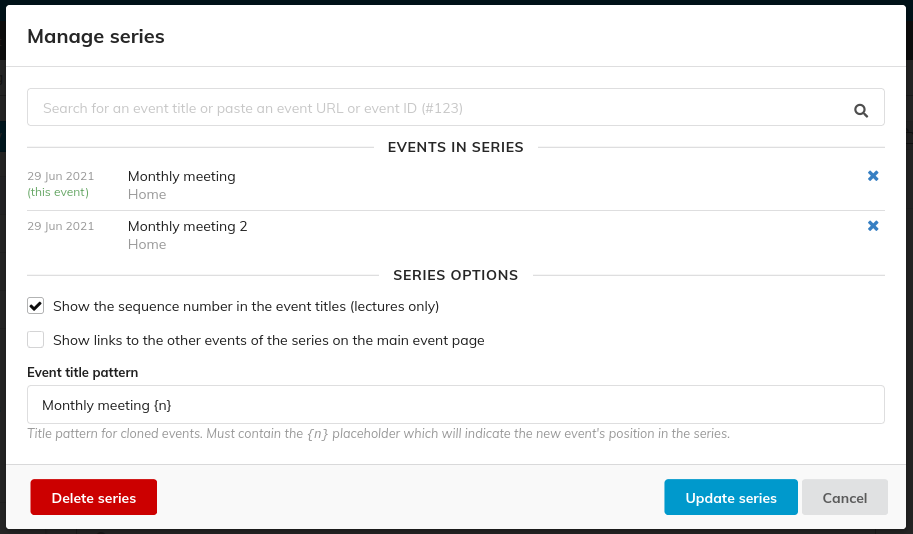 Manage series
Search for an event title or paste an event URL or event ID (#123)
EVENTS IN SERIES
29 Jun 2021 Monthly meeting
(this event) Home
29 Jun 2021 Monthly meeting 2
Home
SERIES OPTIONS
Show the sequence number in the event titles (lectures only)
Show links to the other events of the series on the main event page
Event title pattern
Monthly meeting {n}
Title pattern for cloned events. Must contain the {n} placeholder which will indicate the new event's position in the series.
Delete series Update series Cancel